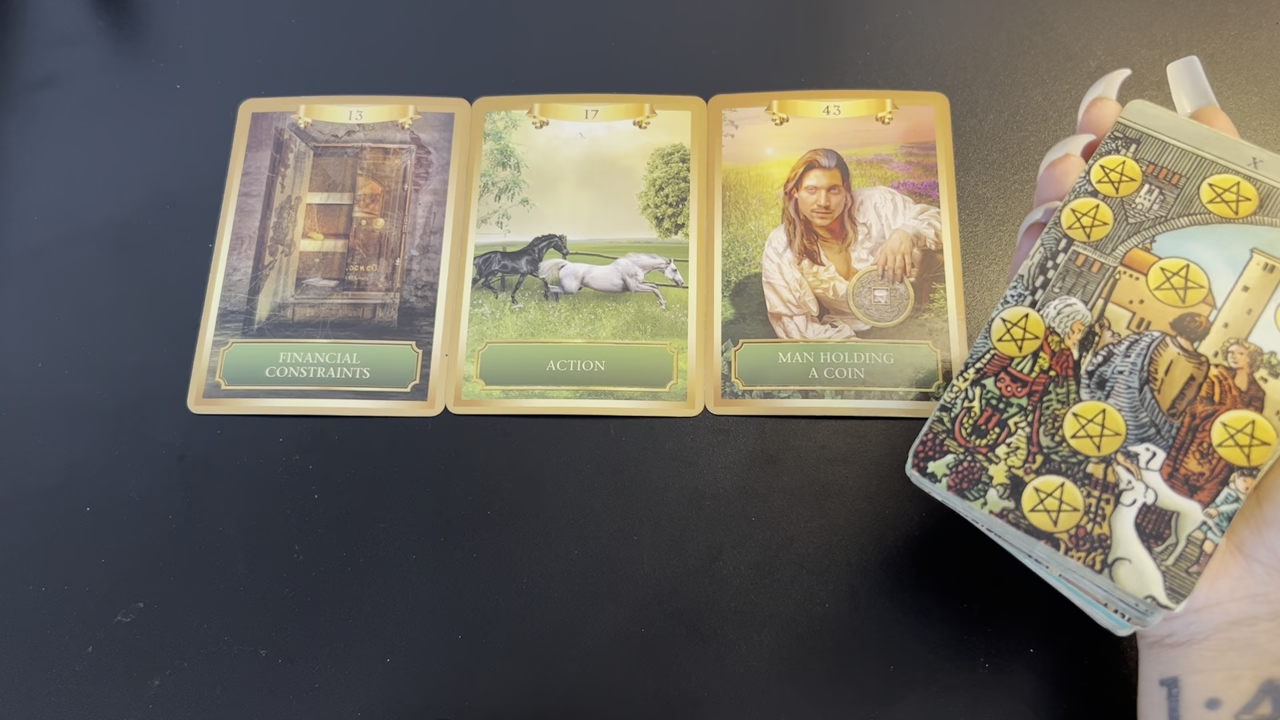 13
FINANCIAL
CONSTRAINTS
17
ACTION
43
MAN HOLDING
A COIN
X